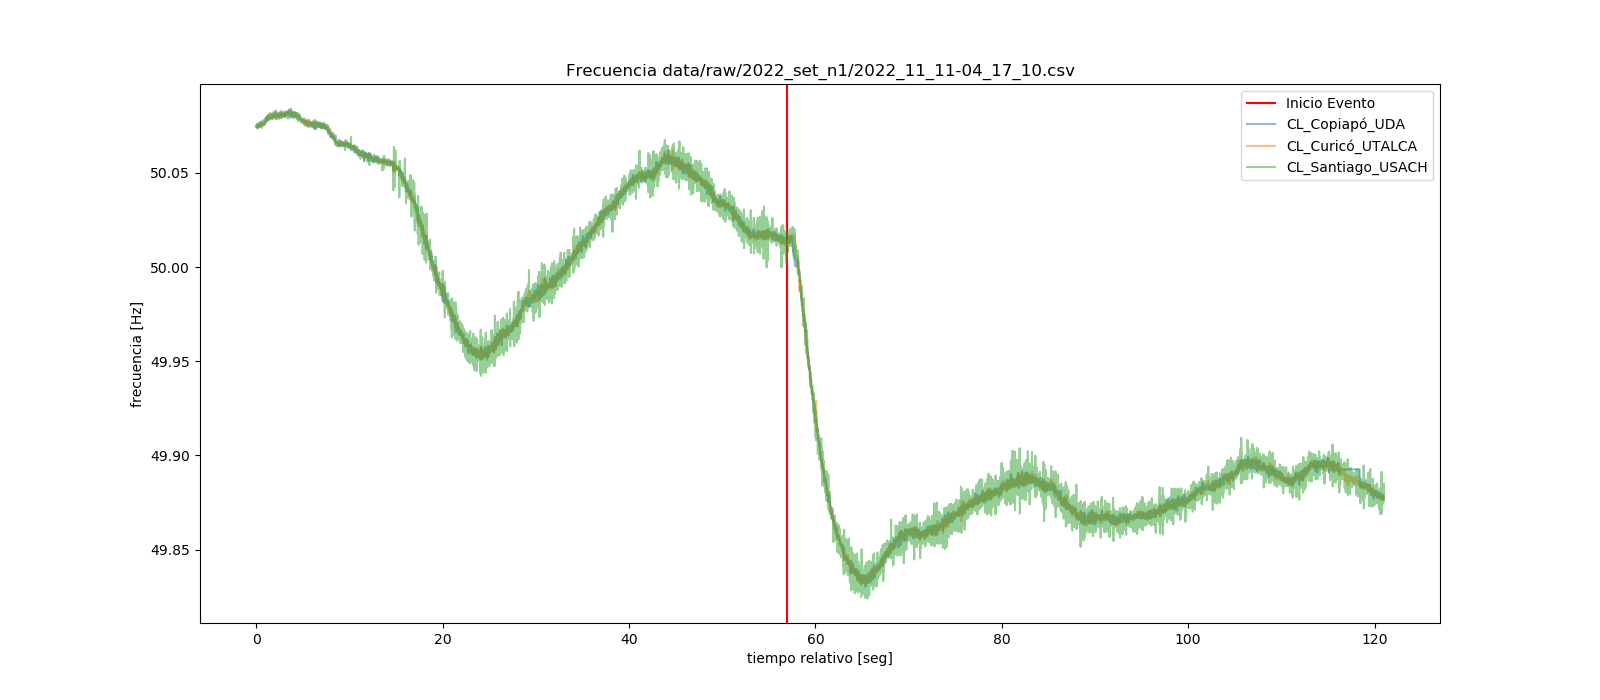 Frecuencia data/raw/2022_set_n1/2022_11_11-04_17_10.csv
Inicio Evento
CL_Copiapó_UDA
CL_Curicó_UTALCA
CL_Santiago_USACH
frecuencia [Hz]
50.05
50.00
49.95
49.90
49.85
0 20 40 60 80 100 120
tiempo relativo [seg]